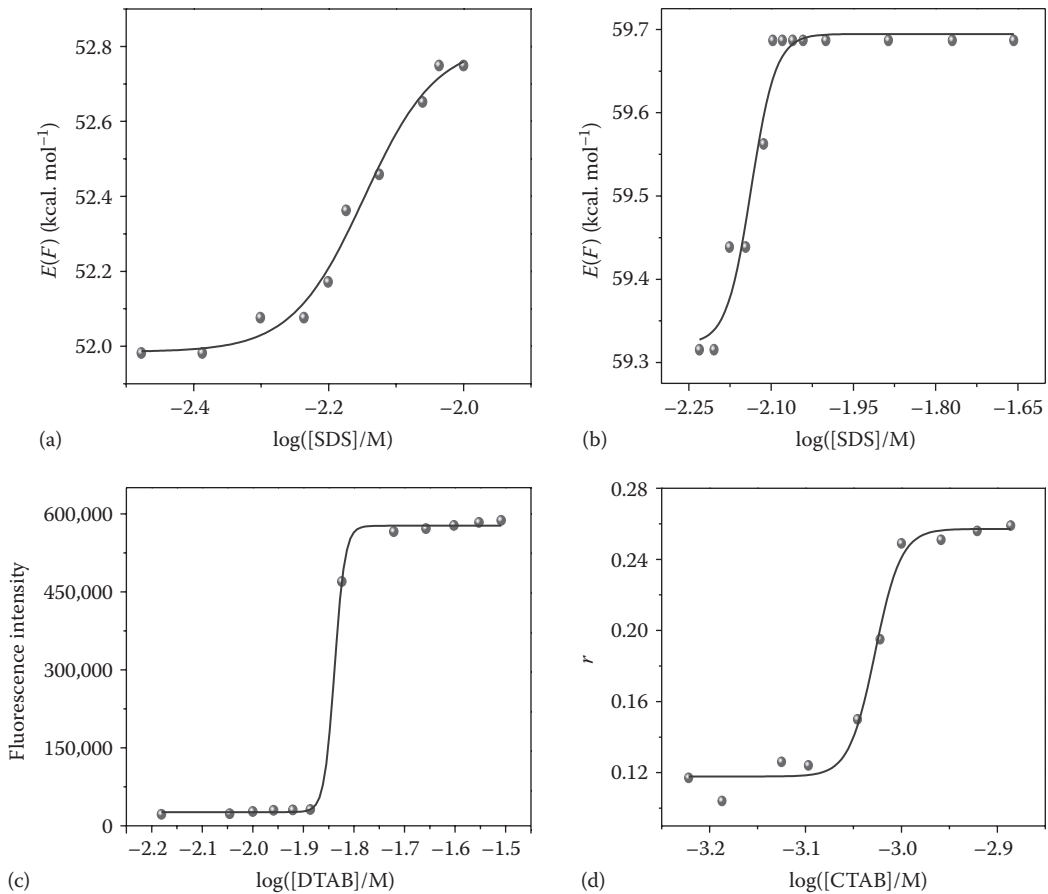 52.8
52.6
52.4
52.2
52.0
E(F) (kcal. mol⁻¹)
−2.4 −2.2 −2.0
(a) log([SDS]/M)
59.7
59.6
59.5
59.4
59.3
E(F) (kcal. mol⁻¹)
−2.25 −2.10 −1.95 −1.80 −1.65
(b) log([SDS]/M)
600,000
450,000
300,000
150,000
0
Fluorescence intensity
−2.2 −2.1 −2.0 −1.9 −1.8 −1.7 −1.6 −1.5
(c) log([DTAB]/M)
0.28
0.24
0.20
0.16
0.12
r
−3.2 −3.1 −3.0 −2.9
(d) log([CTAB]/M)